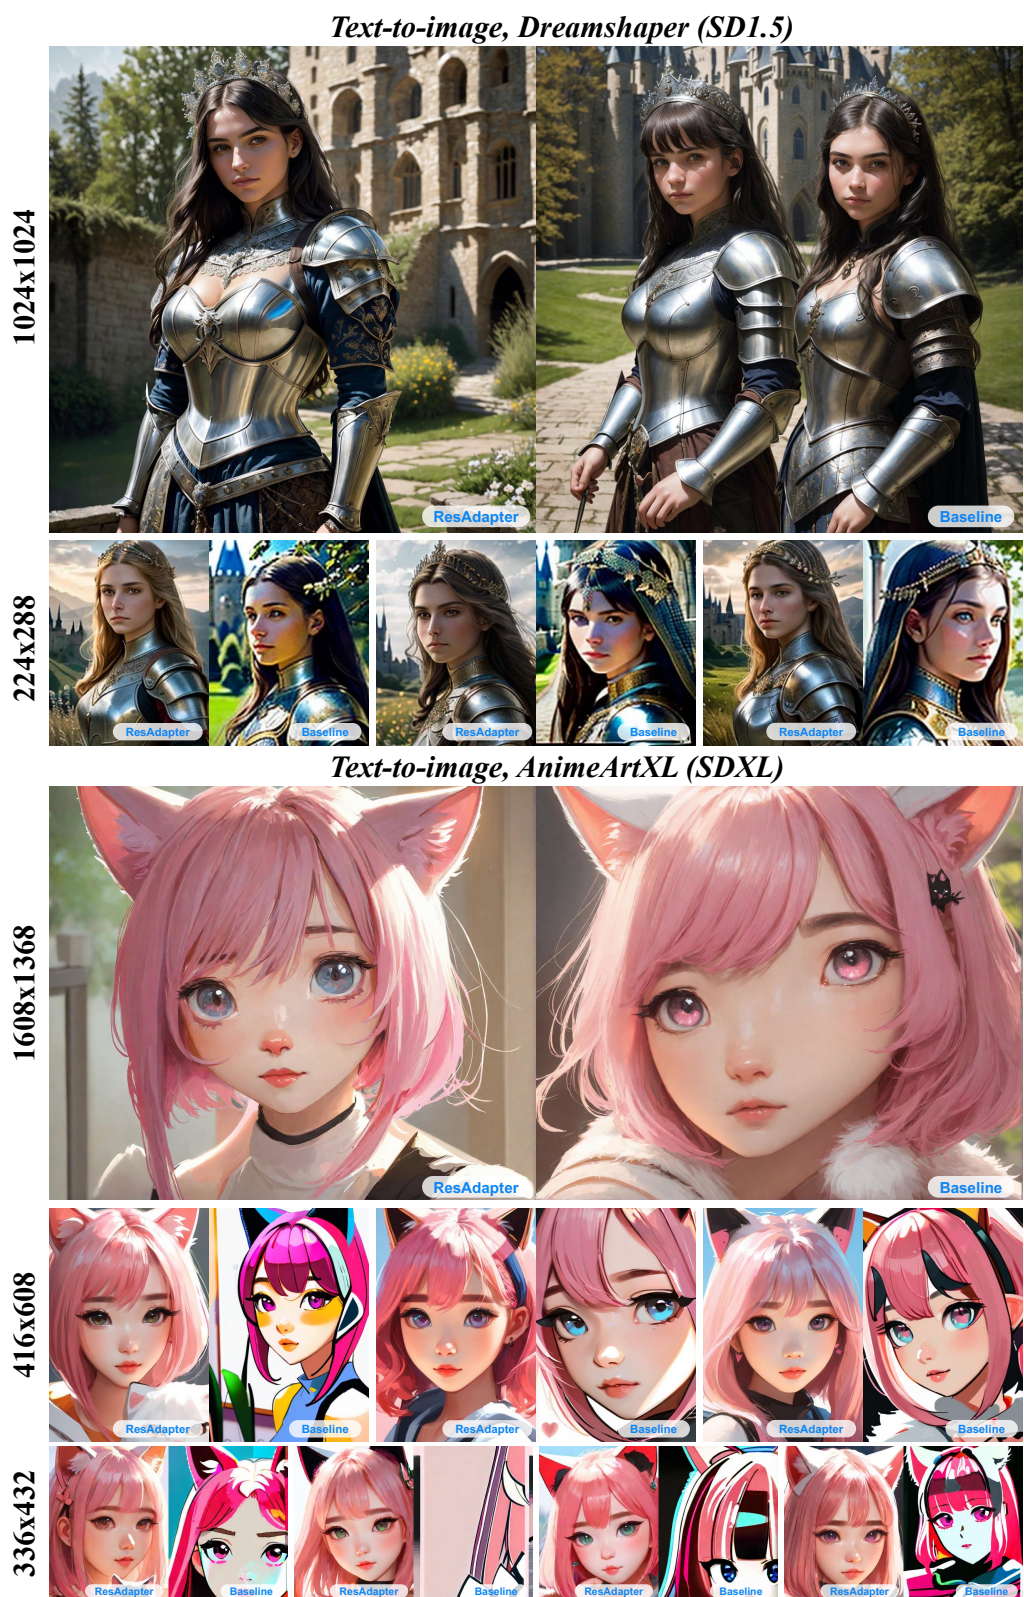 Text-to-image, Dreamshaper (SD1.5)
1024x1024
ResAdapter
Baseline
224x288
ResAdapter
Baseline
ResAdapter
Baseline
ResAdapter
Baseline
Text-to-image, AnimeArtXL (SDXL)
1608x1368
ResAdapter
Baseline
416x608
ResAdapter
Baseline
ResAdapter
Baseline
ResAdapter
Baseline
336x432
ResAdapter
Baseline
ResAdapter
Baseline
ResAdapter
Baseline
ResAdapter
Baseline